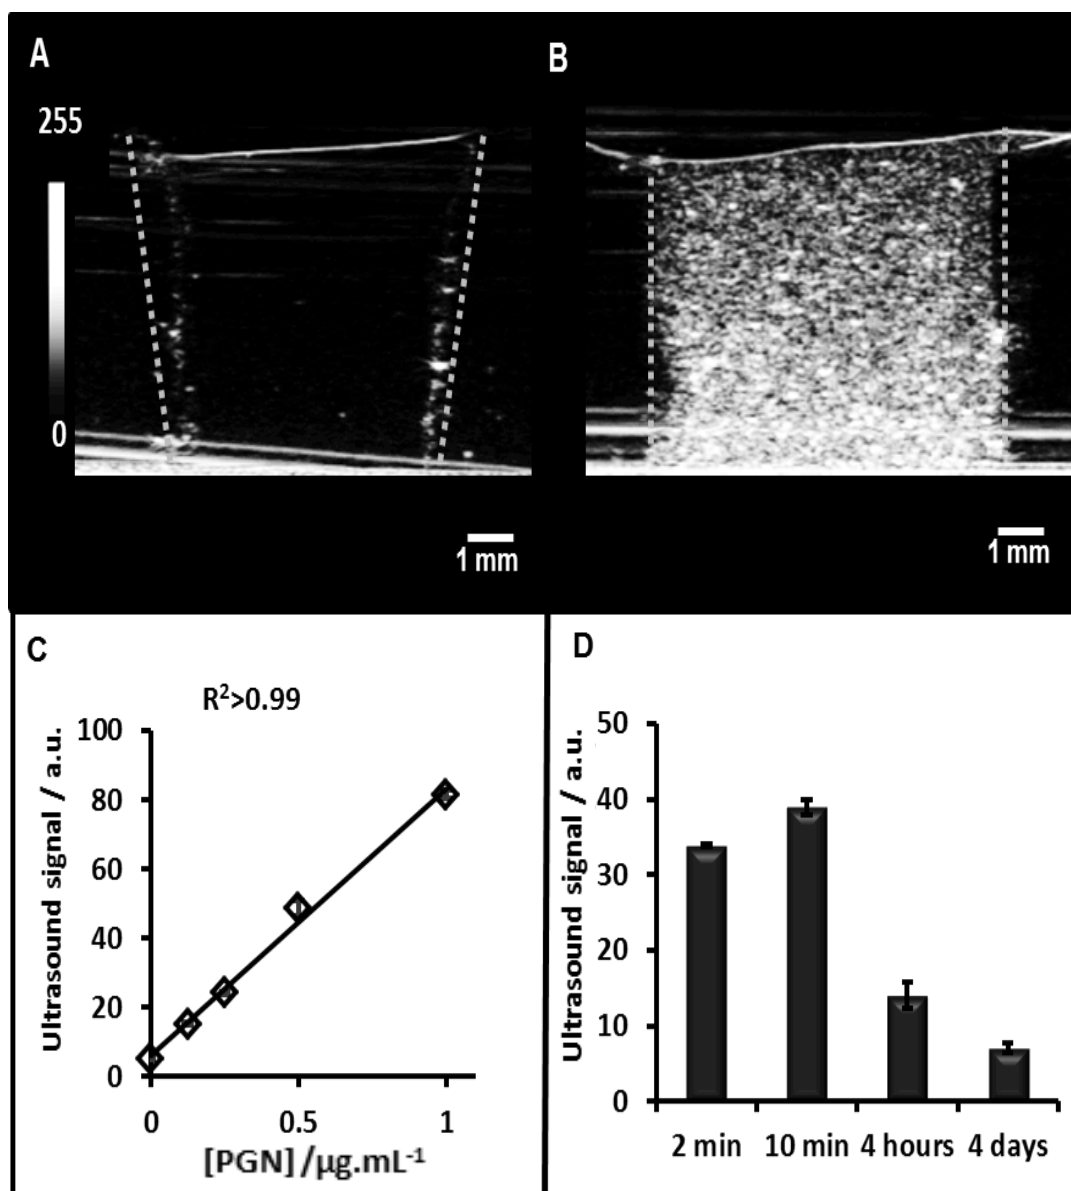 A
B
255
0
1 mm
1 mm
C
R²>0.99
Ultrasound signal / a.u.
100
80
60
40
20
0
0
0.5
1
[PGN] /µg.mL⁻¹
D
Ultrasound signal / a.u.
50
40
30
20
10
0
2 min
10 min
4 hours
4 days